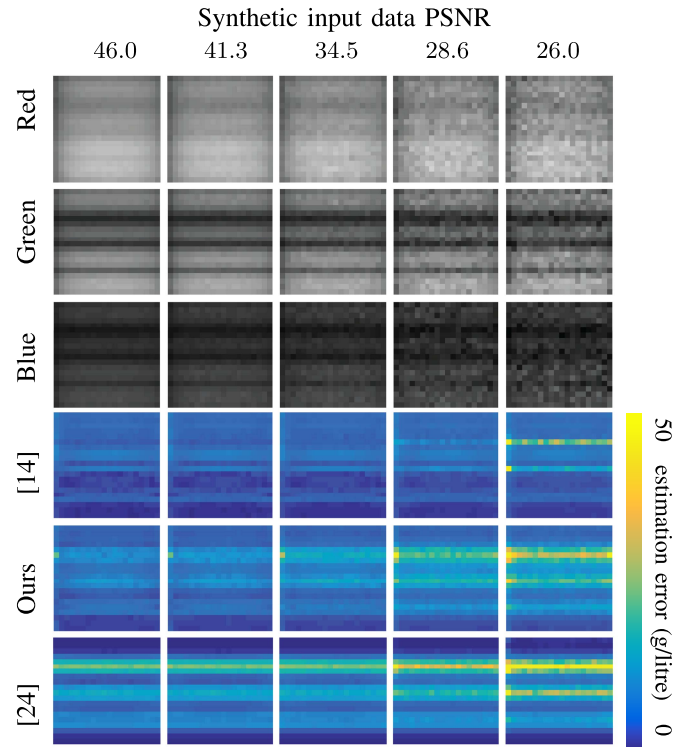 Synthetic input data PSNR
46.0 41.3 34.5 28.6 26.0
Red
Green
Blue
[14]
Ours
[24]
50 estimation error (g/litre) 0